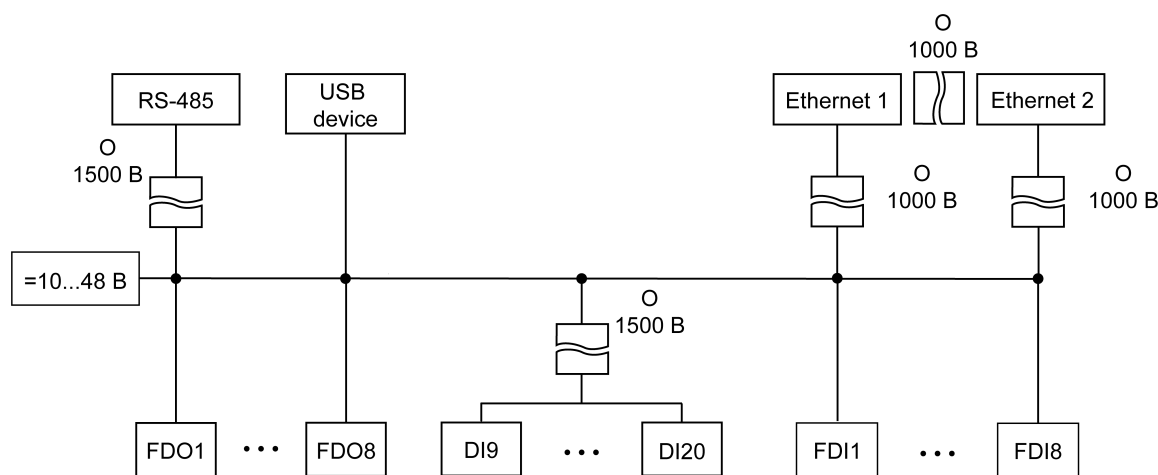 О
1000 В
RS-485
USB
device
Ethernet 1
Ethernet 2
О
1500 В
О
1000 В
О
1000 В
=10...48 В
О
1500 В
FDO1
...
FDO8
DI9
...
DI20
FDI1
...
FDI8